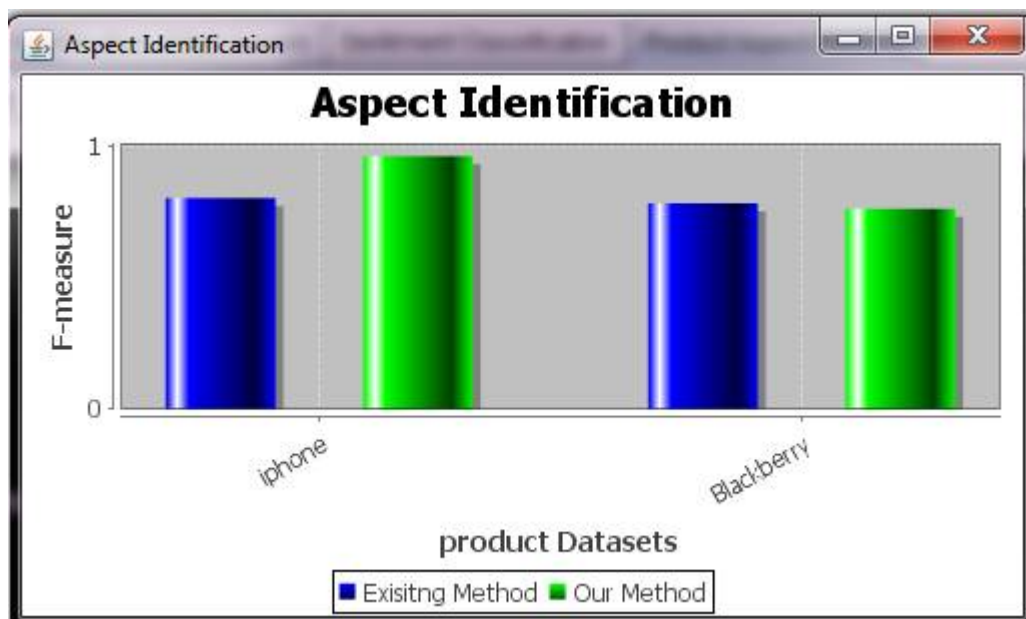 Aspect Identification
Aspect Identification
1
F-measure
0
iphone
Blackberry
product Datasets
Exisitng Method
Our Method